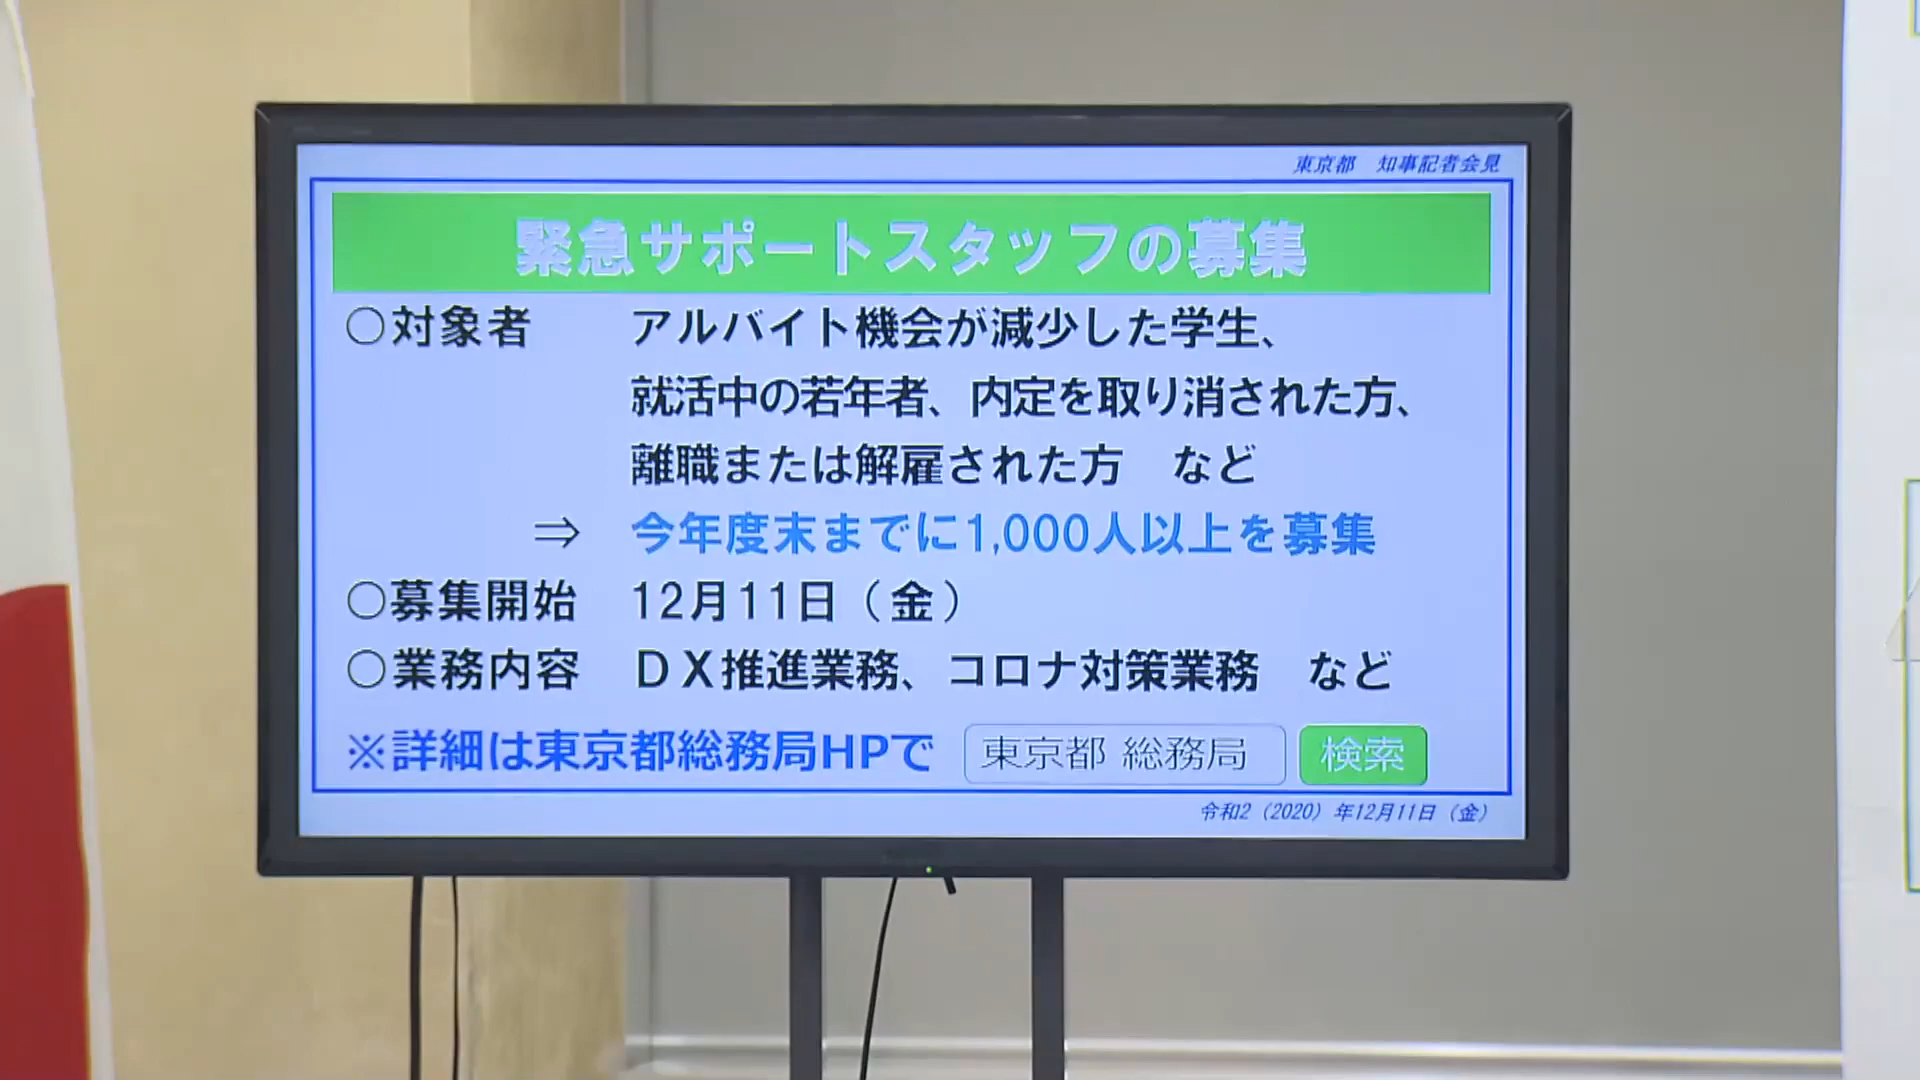 東京都　知事記者会見
緊急サポートスタッフの募集
○対象者　アルバイト機会が減少した学生、
就活中の若年者、内定を取り消された方、
離職または解雇された方　など
⇒　今年度末までに1,000人以上を募集
○募集開始　12月11日（金）
○業務内容　ＤＸ推進業務、コロナ対策業務　など
※詳細は東京都総務局HPで　東京都 総務局　検索
令和2（2020）年12月11日（金）